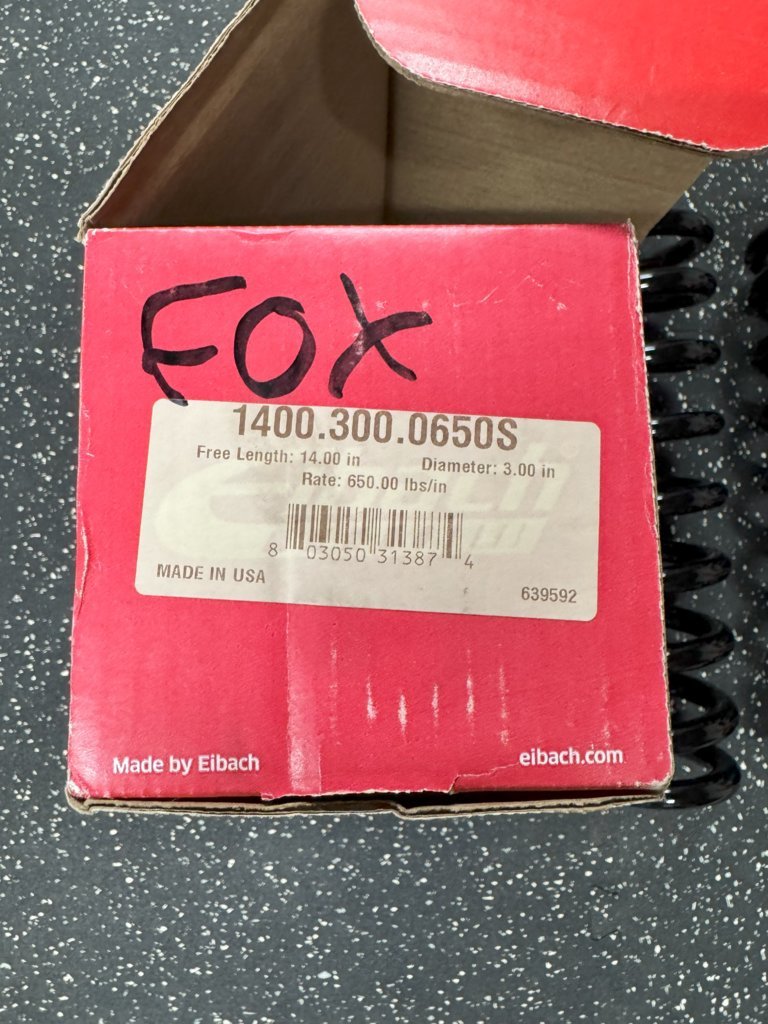 FOX
1400.300.0650S
Free Length: 14.00 in Diameter: 3.00 in
Rate: 650.00 lbs/in
8 03050 31387 4
MADE IN USA
639592
Made by Eibach eibach.com